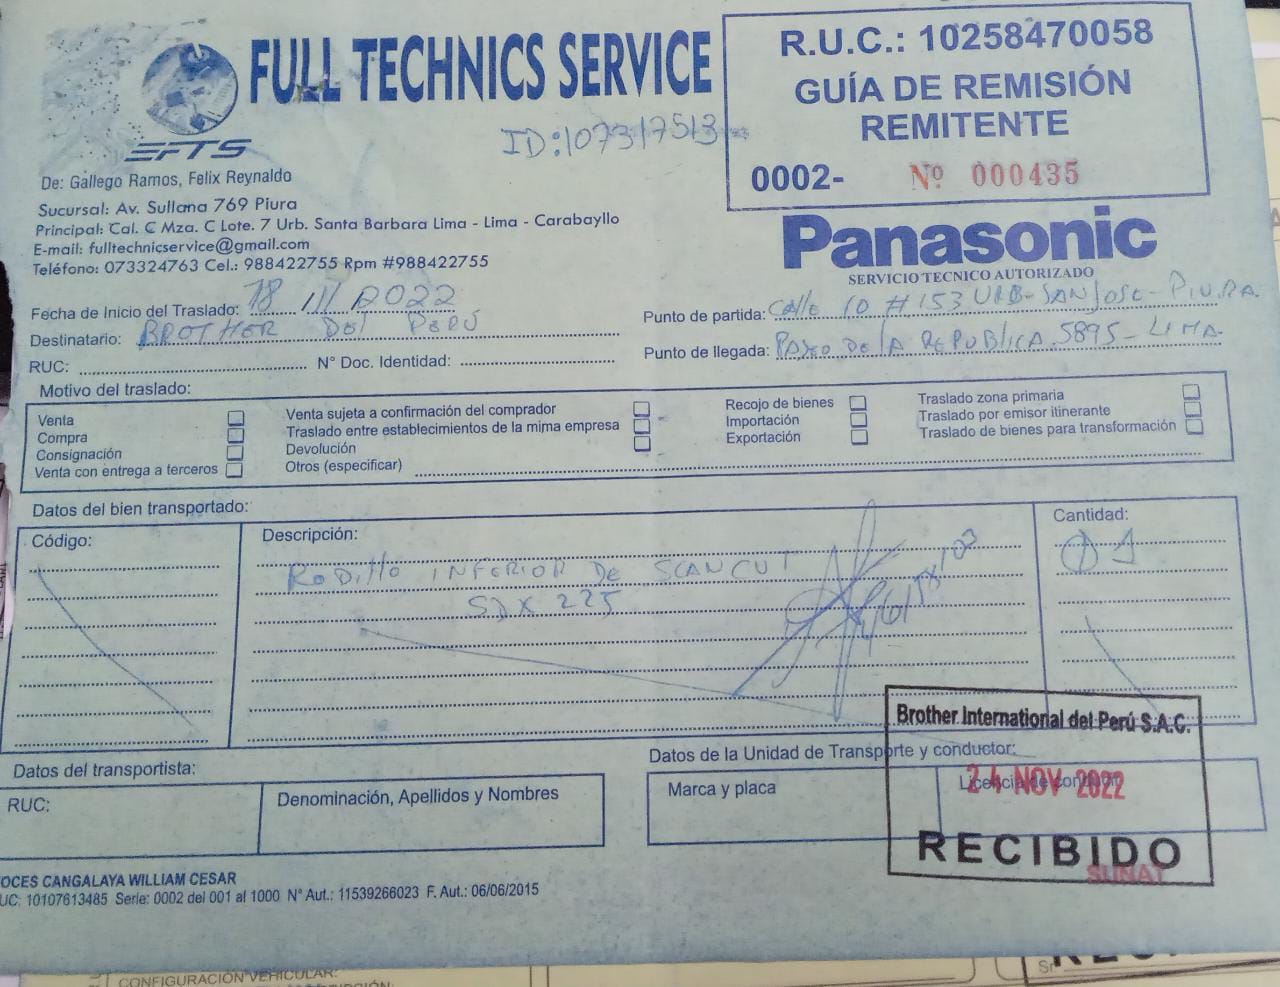 FULL TECHNICS SERVICE
EFTS
ID:107317513
R.U.C.: 10258470058
GUÍA DE REMISIÓN
REMITENTE
0002- Nº 000435
De: Gallego Ramos, Felix Reynaldo
Sucursal: Av. Sullana 769 Piura
Principal: Cal. C Mza. C Lote. 7 Urb. Santa Barbara Lima - Lima - Carabayllo
E-mail: fulltechnicservice@gmail.com
Teléfono: 073324763 Cel.: 988422755 Rpm #988422755
Panasonic
SERVICIO TECNICO AUTORIZADO
Fecha de Inicio del Traslado: 18/11/2022
Punto de partida: Calle 10 # 153 URB-SAN JOSE-PIURA.
Destinatario: BROTHER DEL PERÚ
Punto de llegada: PASEO DE LA REPUBLICA.5895-LIMA.
RUC: N° Doc. Identidad:
Motivo del traslado:
Venta
Compra
Consignación
Venta con entrega a terceros
Venta sujeta a confirmación del comprador
Traslado entre establecimientos de la mima empresa
Devolución
Otros (especificar)
Recojo de bienes
Importación
Exportación
Traslado zona primaria
Traslado por emisor itinerante
Traslado de bienes para transformación
Datos del bien transportado:
Código:
Descripción:
Cantidad:
RODILLO INFERIOR DE SCANCUT
SDX 225
01
Brother International del Perú S.A.C.
24 NOV 2022
RECIBIDO
Datos del transportista:
RUC:
Denominación, Apellidos y Nombres
Datos de la Unidad de Transporte y conductor:
Marca y placa
Licencia de conducir
SUNAT
OCES CANGALAYA WILLIAM CESAR
UC: 10107613485 Serie: 0002 del 001 al 1000 N° Aut.: 11539266023 F. Aut.: 06/06/2015
CONFIGURACIÓN VEHICULAR: